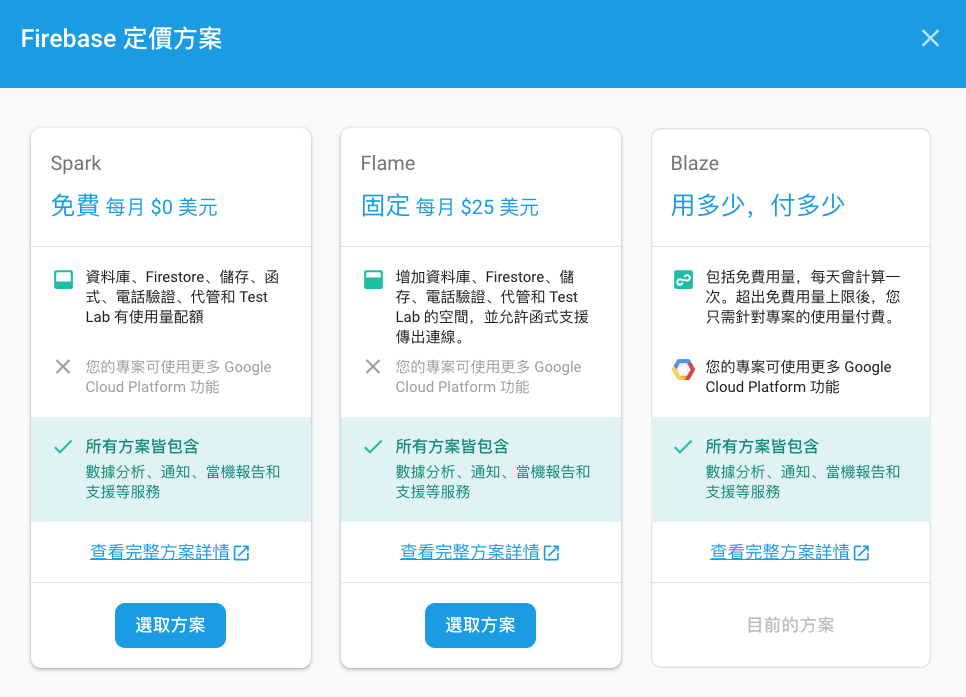 Firebase 定價方案
Spark
免費 每月 $0 美元
資料庫、Firestore、儲存、函
式、電話驗證、代管和 Test
Lab 有使用量配額
您的專案可使用更多 Google
Cloud Platform 功能
所有方案皆包含
數據分析、通知、當機報告和
支援等服務
查看完整方案詳情
選取方案
Flame
固定 每月 $25 美元
增加資料庫、Firestore、儲
存、電話驗證、代管和 Test
Lab 的空間，並允許函式支援
傳出連線。
您的專案可使用更多 Google
Cloud Platform 功能
所有方案皆包含
數據分析、通知、當機報告和
支援等服務
查看完整方案詳情
選取方案
Blaze
用多少，付多少
包括免費用量，每天會計算一
次。超出免費用量上限後，您
只需針對專案的使用量付費。
您的專案可使用更多 Google
Cloud Platform 功能
所有方案皆包含
數據分析、通知、當機報告和
支援等服務
查看完整方案詳情
目前的方案